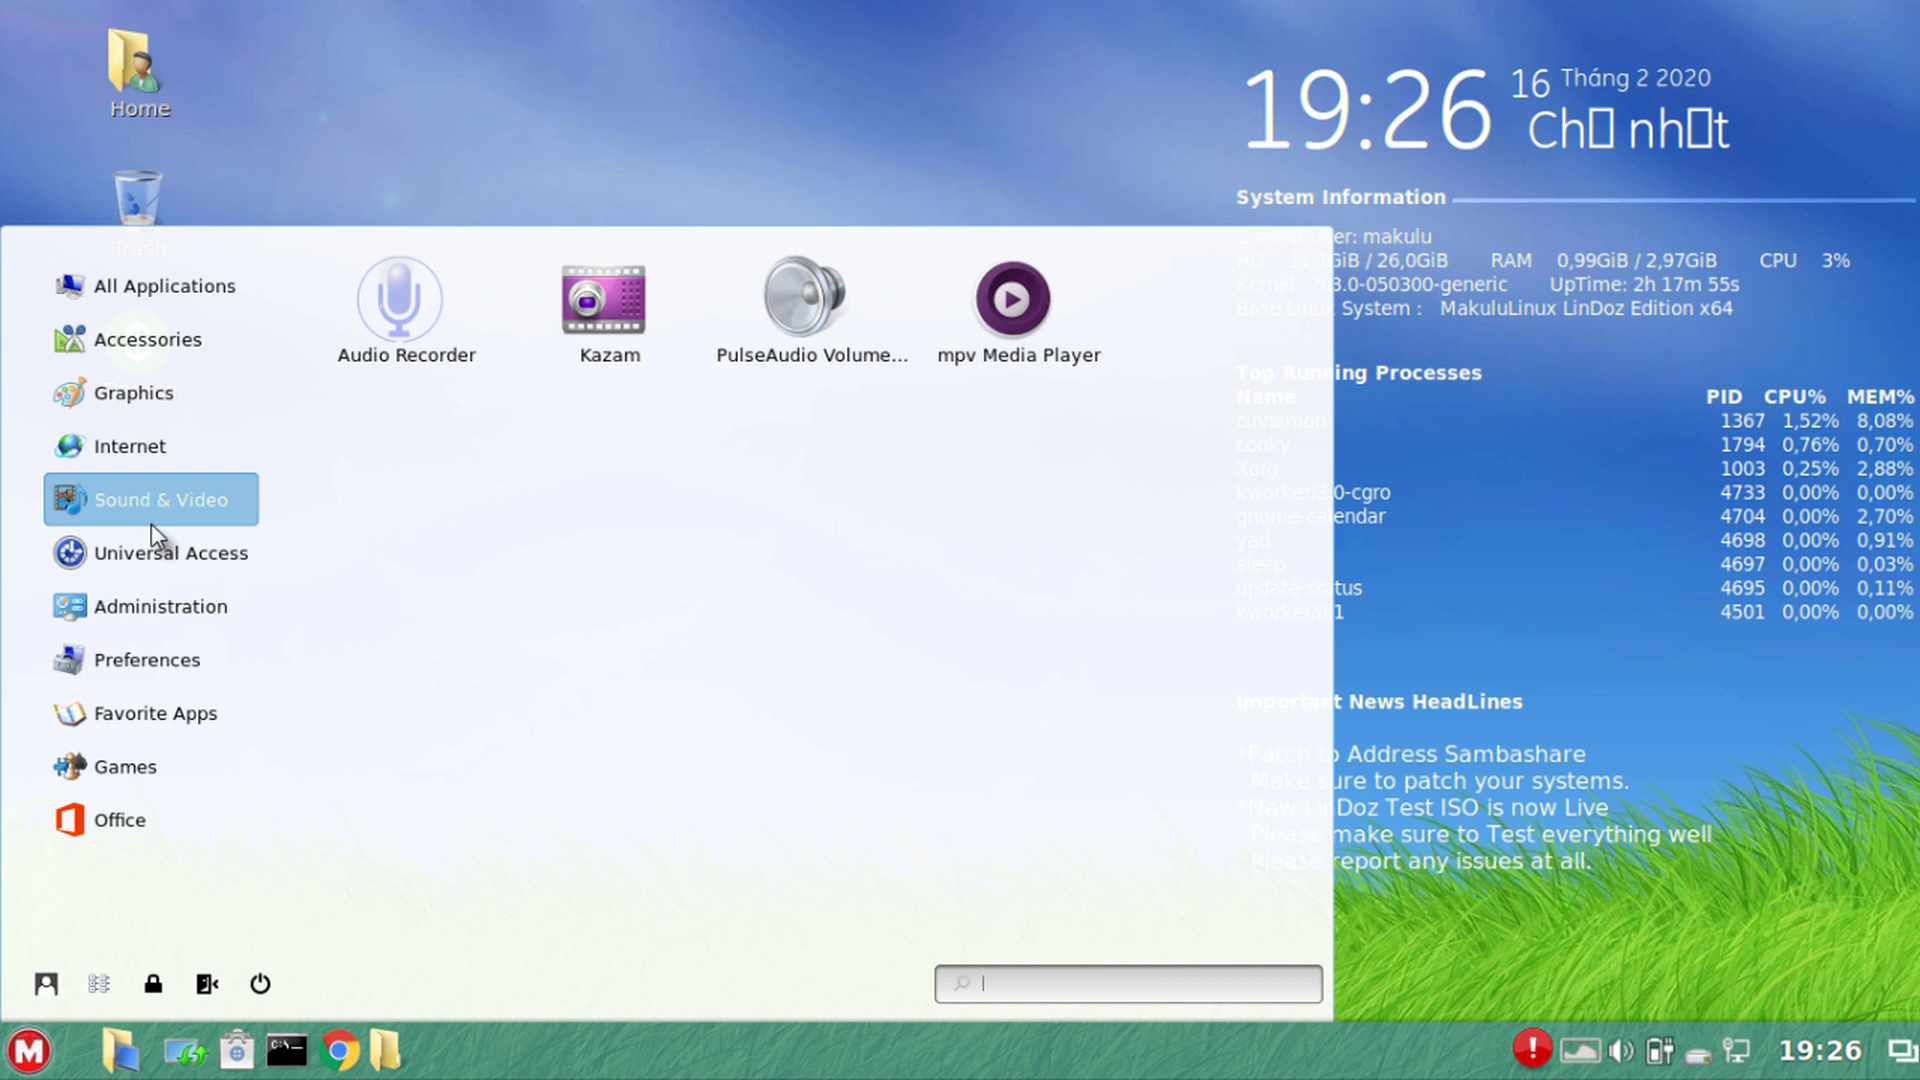 Home
Trash
19:26
16 Tháng 2 2020
Ch□ nh□t
System Information
User: makulu
HD 11,1GiB / 26,0GiB RAM 0,99GiB / 2,97GiB CPU 3%
Kernel 5.3.0-050300-generic UpTime: 2h 17m 55s
Base Linux System : MakuluLinux LinDoz Edition x64
Top Running Processes
Name PID CPU% MEM%
cinnamon 1367 1,52% 8,08%
conky 1794 0,76% 0,70%
Xorg 1003 0,25% 2,88%
kworker/3:0-cgro 4733 0,00% 0,00%
gnome-calendar 4704 0,00% 2,70%
yad 4698 0,00% 0,91%
sleep 4697 0,00% 0,03%
update-status 4695 0,00% 0,11%
kworker/0:1 4501 0,00% 0,00%
Important News HeadLines
*Patch to Address Sambashare
Make sure to patch your systems.
*New LinDoz Test ISO is now Live
Please make sure to Test everything well
Please report any issues at all.
All Applications
Accessories
Graphics
Internet
Sound & Video
Universal Access
Administration
Preferences
Favorite Apps
Games
Office
Audio Recorder
Kazam
PulseAudio Volume...
mpv Media Player
M
C:\_
19:26